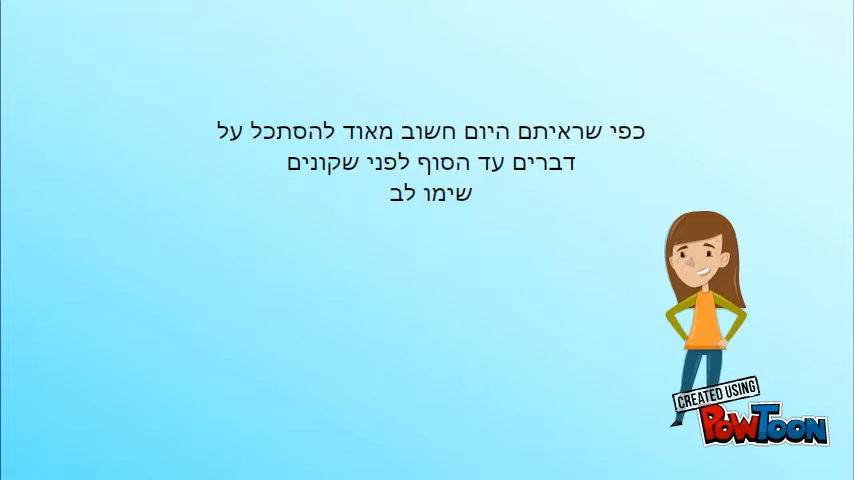 כפי שראיתם היום חשוב מאוד להסתכל על
דברים עד הסוף לפני שקונים
שימו לב
CREATED USING
POWTOON